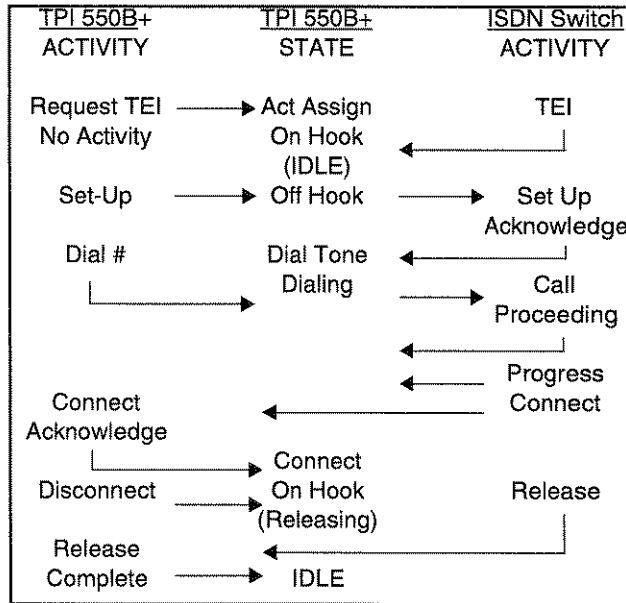 TPI 550B+ TPI 550B+ ISDN Switch
ACTIVITY STATE ACTIVITY
Request TEI Act Assign TEI
No Activity On Hook
(IDLE)
Set-Up Off Hook Set Up
Acknowledge
Dial # Dial Tone
Dialing Call
Proceeding
Progress
Connect Connect
Acknowledge
Connect
Disconnect On Hook Release
(Releasing)
Release
Complete IDLE